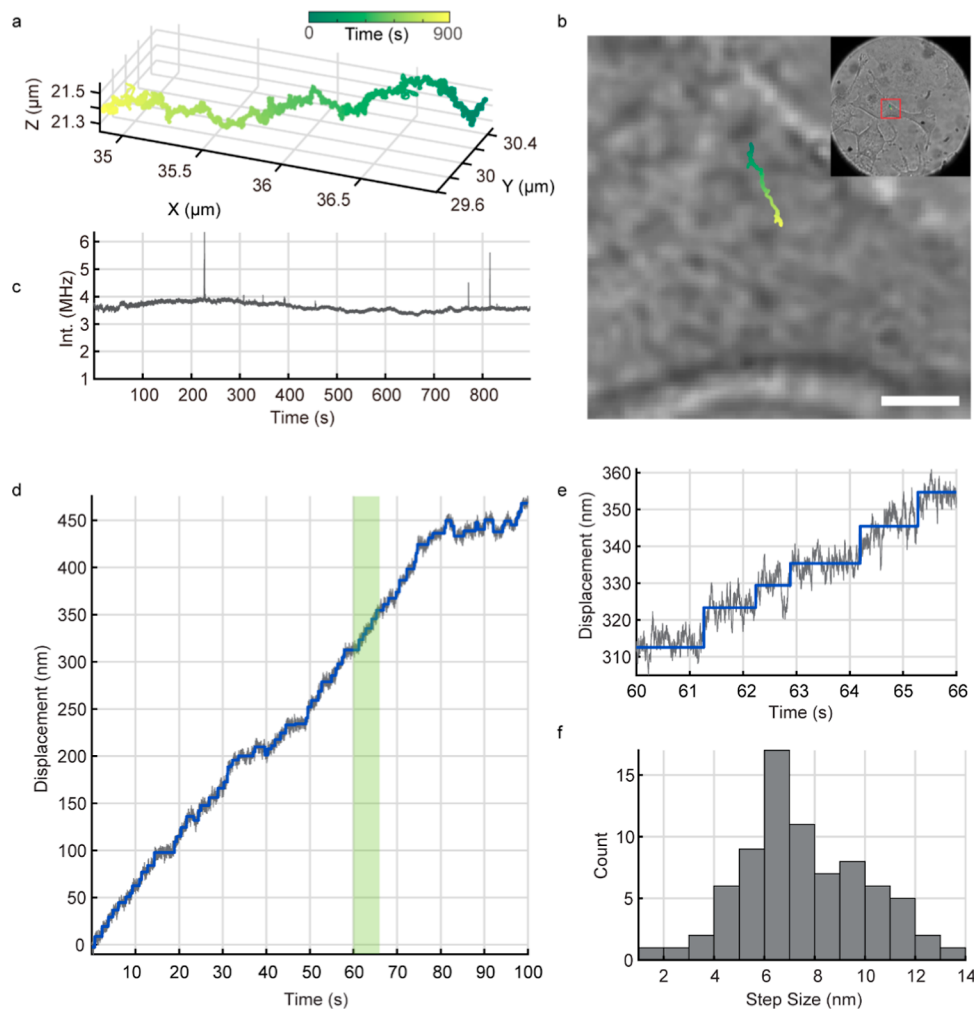 a
0 Time (s) 900
Z (µm)
21.5
21.3
35
35.5
36
36.5
X (µm)
30.4
30
29.6
Y (µm)
b
c
Int. (MHz)
6
5
4
3
2
1
100 200 300 400 500 600 700 800
Time (s)
d
Displacement (nm)
450
400
350
300
250
200
150
100
50
0
10 20 30 40 50 60 70 80 90 100
Time (s)
e
Displacement (nm)
360
350
340
330
320
310
60 61 62 63 64 65 66
Time (s)
f
Count
15
10
5
0
2 4 6 8 10 12 14
Step Size (nm)